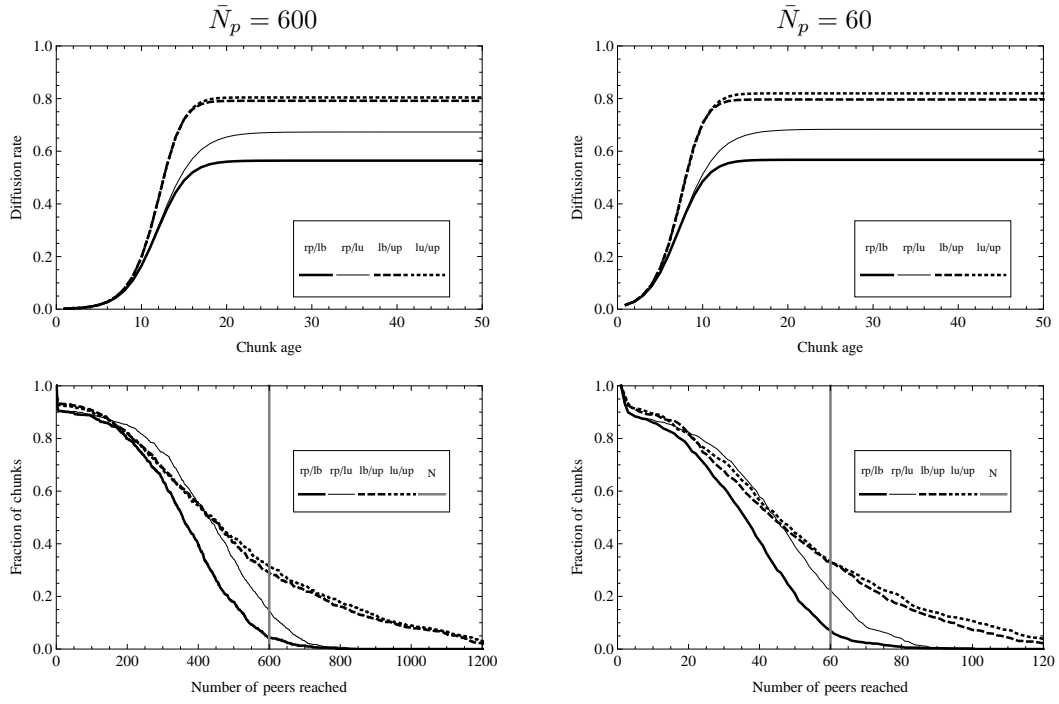 N̄p = 600
1.0
0.8
0.6
0.4
0.2
0.0
Diffusion rate
rp/lb rp/lu lb/up lu/up
0 10 20 30 40 50
Chunk age
N̄p = 60
1.0
0.8
0.6
0.4
0.2
0.0
Diffusion rate
rp/lb rp/lu lb/up lu/up
0 10 20 30 40 50
Chunk age
1.0
0.8
0.6
0.4
0.2
0.0
Fraction of chunks
rp/lb rp/lu lb/up lu/up N
0 200 400 600 800 1000 1200
Number of peers reached
1.0
0.8
0.6
0.4
0.2
0.0
Fraction of chunks
rp/lb rp/lu lb/up lu/up N
0 20 40 60 80 100 120
Number of peers reached